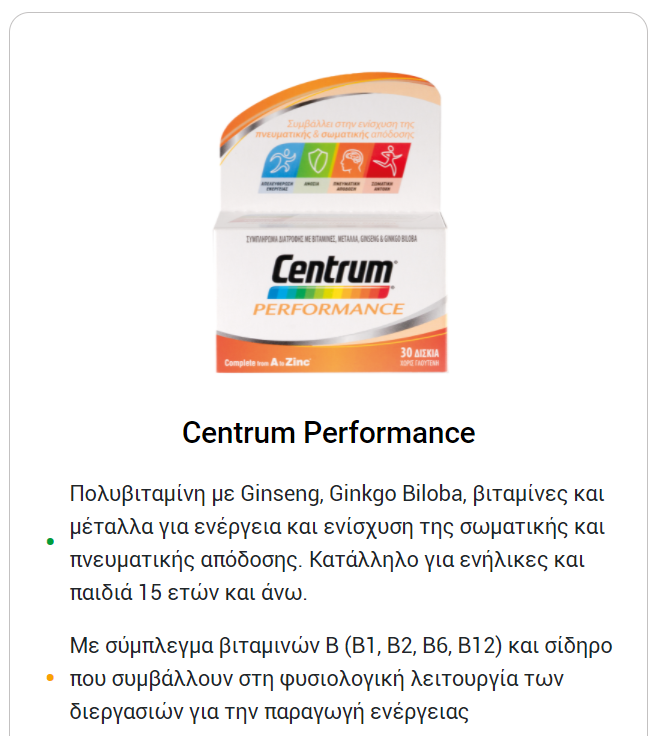 Συμβάλλει στην ενίσχυση της
πνευματικής & σωματικής απόδοσης
ΑΠΕΛΕΥΘΕΡΩΣΗ
ΕΝΕΡΓΕΙΑΣ
ΑΜΥΝΑ
ΠΝΕΥΜΑΤΙΚΗ
ΑΠΟΔΟΣΗ
ΣΩΜΑΤΙΚΗ
ΣΥΜΠΛΗΡΩΜΑ ΔΙΑΤΡΟΦΗΣ ΜΕ ΒΙΤΑΜΙΝΕΣ, ΜΕΤΑΛΛΑ, GINSENG & GINKGO BILOBA
Centrum®
PERFORMANCE
Complete from A to Zinc®
30 ΔΙΣΚΙΑ
ΧΩΡΙΣ ΓΛΟΥΤΕΝΗ
Centrum Performance
Πολυβιταμίνη με Ginseng, Ginkgo Biloba, βιταμίνες και
μέταλλα για ενέργεια και ενίσχυση της σωματικής και
πνευματικής απόδοσης. Κατάλληλο για ενήλικες και
παιδιά 15 ετών και άνω.
Με σύμπλεγμα βιταμινών Β (Β1, Β2, Β6, Β12) και σίδηρο
που συμβάλλουν στη φυσιολογική λειτουργία των
διεργασιών για την παραγωγή ενέργειας